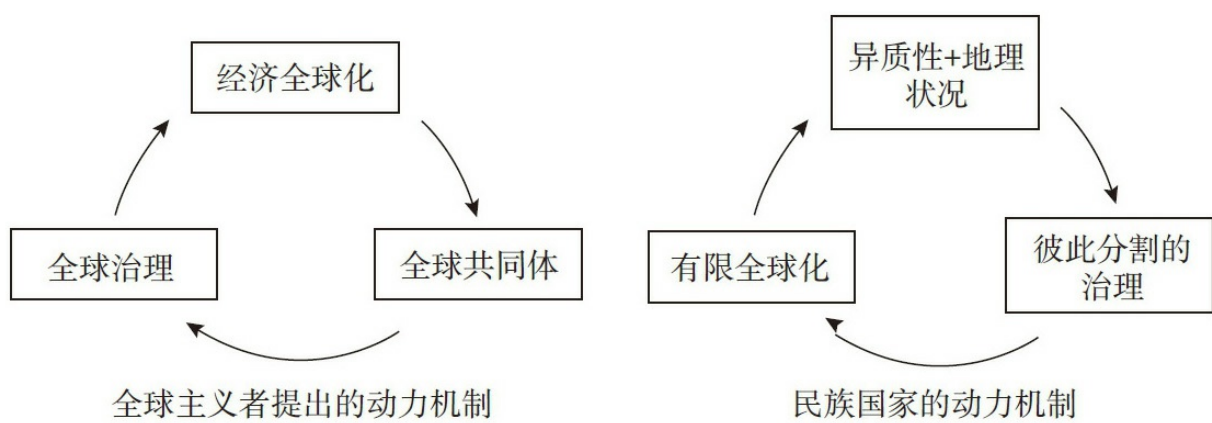 经济全球化
全球治理
全球共同体
全球主义者提出的动力机制
异质性+地理
状况
有限全球化
彼此分割的
治理
民族国家的动力机制